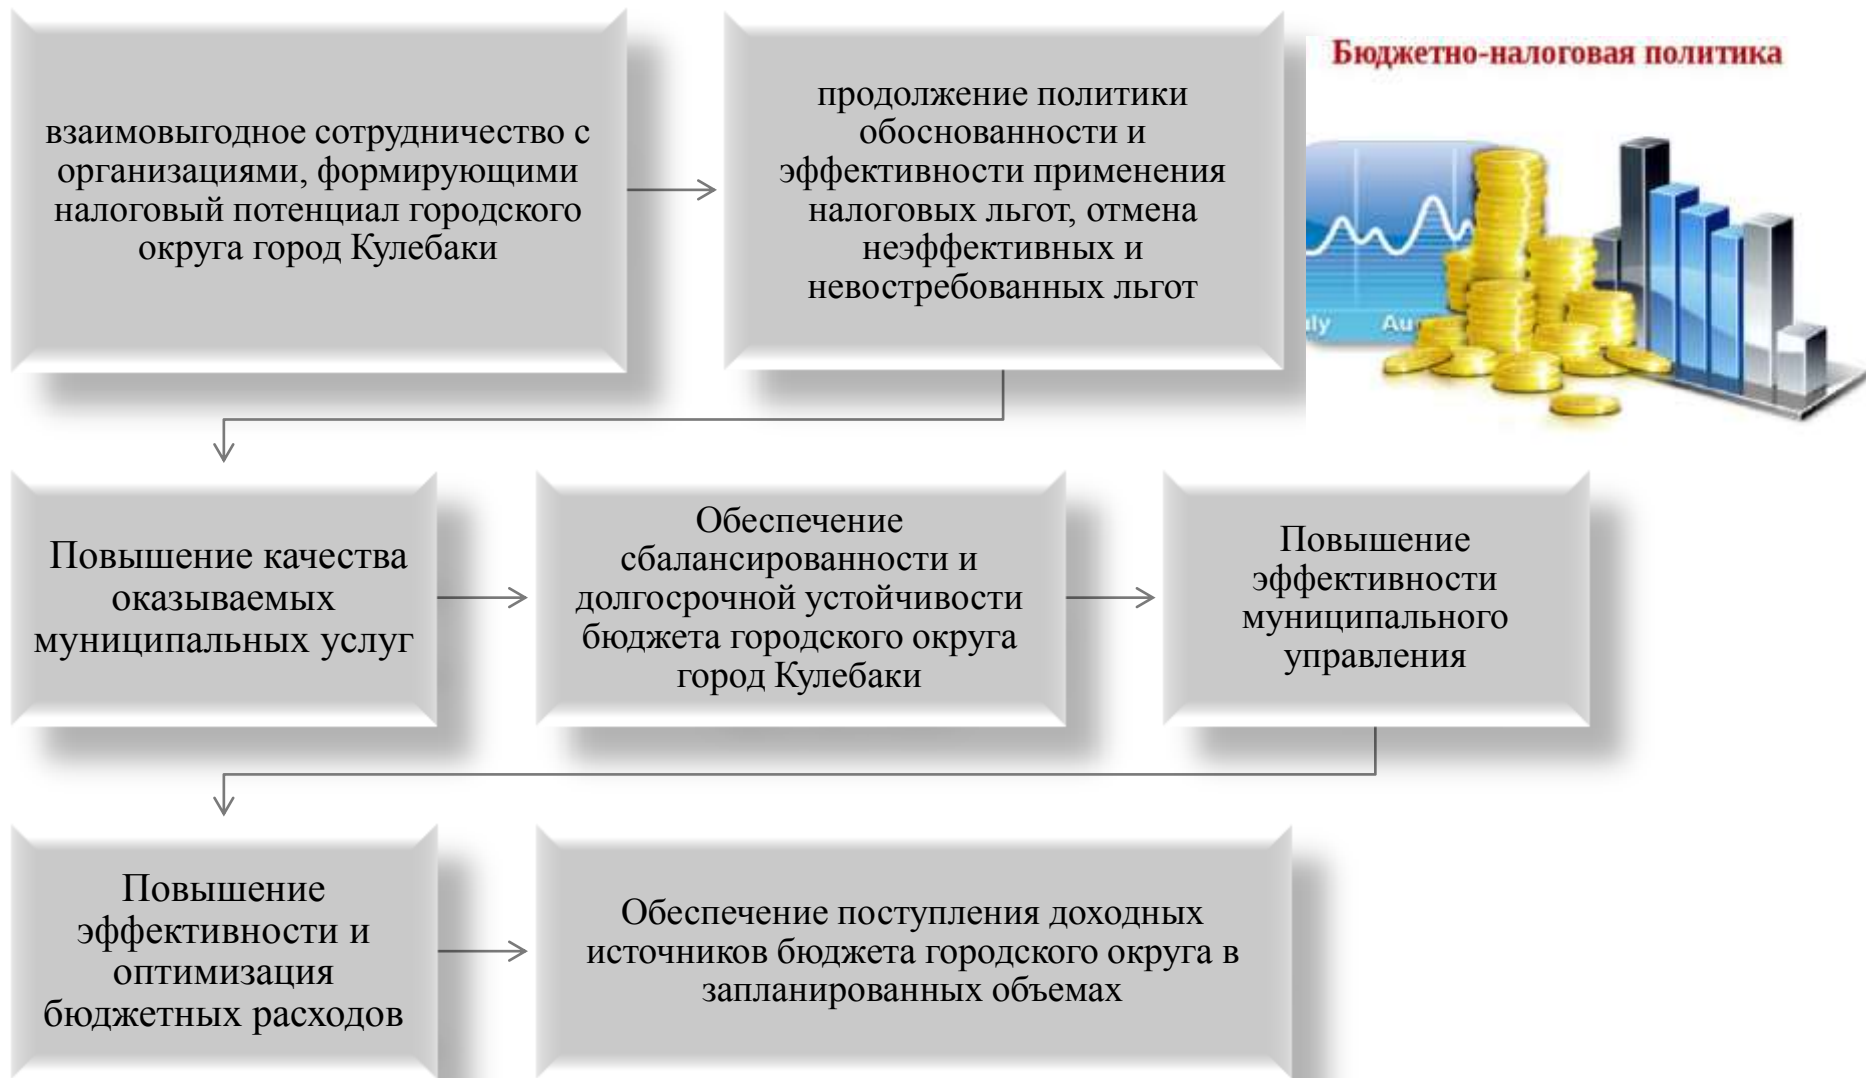 взаимовыгодное сотрудничество с
организациями, формирующими
налоговый потенциал городского
округа город Кулебаки
продолжение политики
обоснованности и
эффективности применения
налоговых льгот, отмена
неэффективных и
невостребованных льгот
Бюджетно-налоговая политика
Au
Повышение качества
оказываемых
муниципальных услуг
Обеспечение
сбалансированности и
долгосрочной устойчивости
бюджета городского округа
город Кулебаки
Повышение
эффективности
муниципального
управления
Повышение
эффективности и
оптимизация
бюджетных расходов
Обеспечение поступления доходных
источников бюджета городского округа в
запланированных объемах